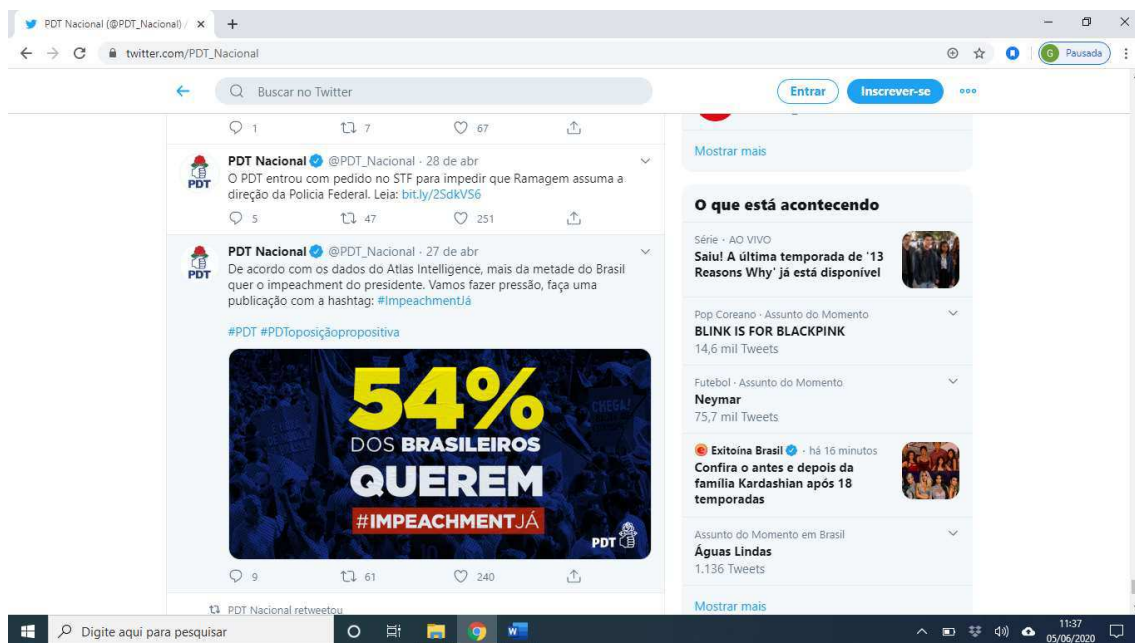 PDT Nacional (@PDT_Nacional) /
twitter.com/PDT_Nacional
G Pausada
Buscar no Twitter
Entrar
Inscrever-se
1 7 67
PDT Nacional @PDT_Nacional · 28 de abr
O PDT entrou com pedido no STF para impedir que Ramagem assuma a
direção da Policia Federal. Leia: bit.ly/2SdkVS6
5 47 251
PDT
PDT Nacional @PDT_Nacional · 27 de abr
De acordo com os dados do Atlas Intelligence, mais da metade do Brasil
quer o impeachment do presidente. Vamos fazer pressão, faça uma
publicação com a hashtag: #ImpeachmentJá
#PDT #PDToposiçãopropositiva
PDT
54%
DOS BRASILEIROS
QUEREM
#IMPEACHMENTJÁ
CHEGA!
PDT
9 61 240
PDT Nacional retweetou
Mostrar mais
O que está acontecendo
Série · AO VIVO
Saiu! A última temporada de '13
Reasons Why' já está disponível
Pop Coreano · Assunto do Momento
BLINK IS FOR BLACKPINK
14,6 mil Tweets
Futebol · Assunto do Momento
Neymar
75,7 mil Tweets
Exitoína Brasil · há 16 minutos
Confira o antes e depois da
família Kardashian após 18
temporadas
Assunto do Momento em Brasil
Águas Lindas
1.136 Tweets
Mostrar mais
Digite aqui para pesquisar
11:37
05/06/2020